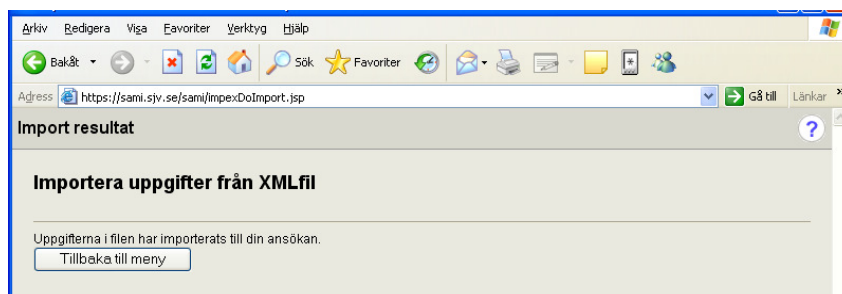 Arkiv Redigera Visa Favoriter Verktyg Hjälp
Bakåt Sök Favoriter
Adress https://sami.sjv.se/sami/impexDoImport.jsp Gå till Länkar »
Import resultat ?
Importera uppgifter från XMLfil
Uppgifterna i filen har importerats till din ansökan.
Tillbaka till meny